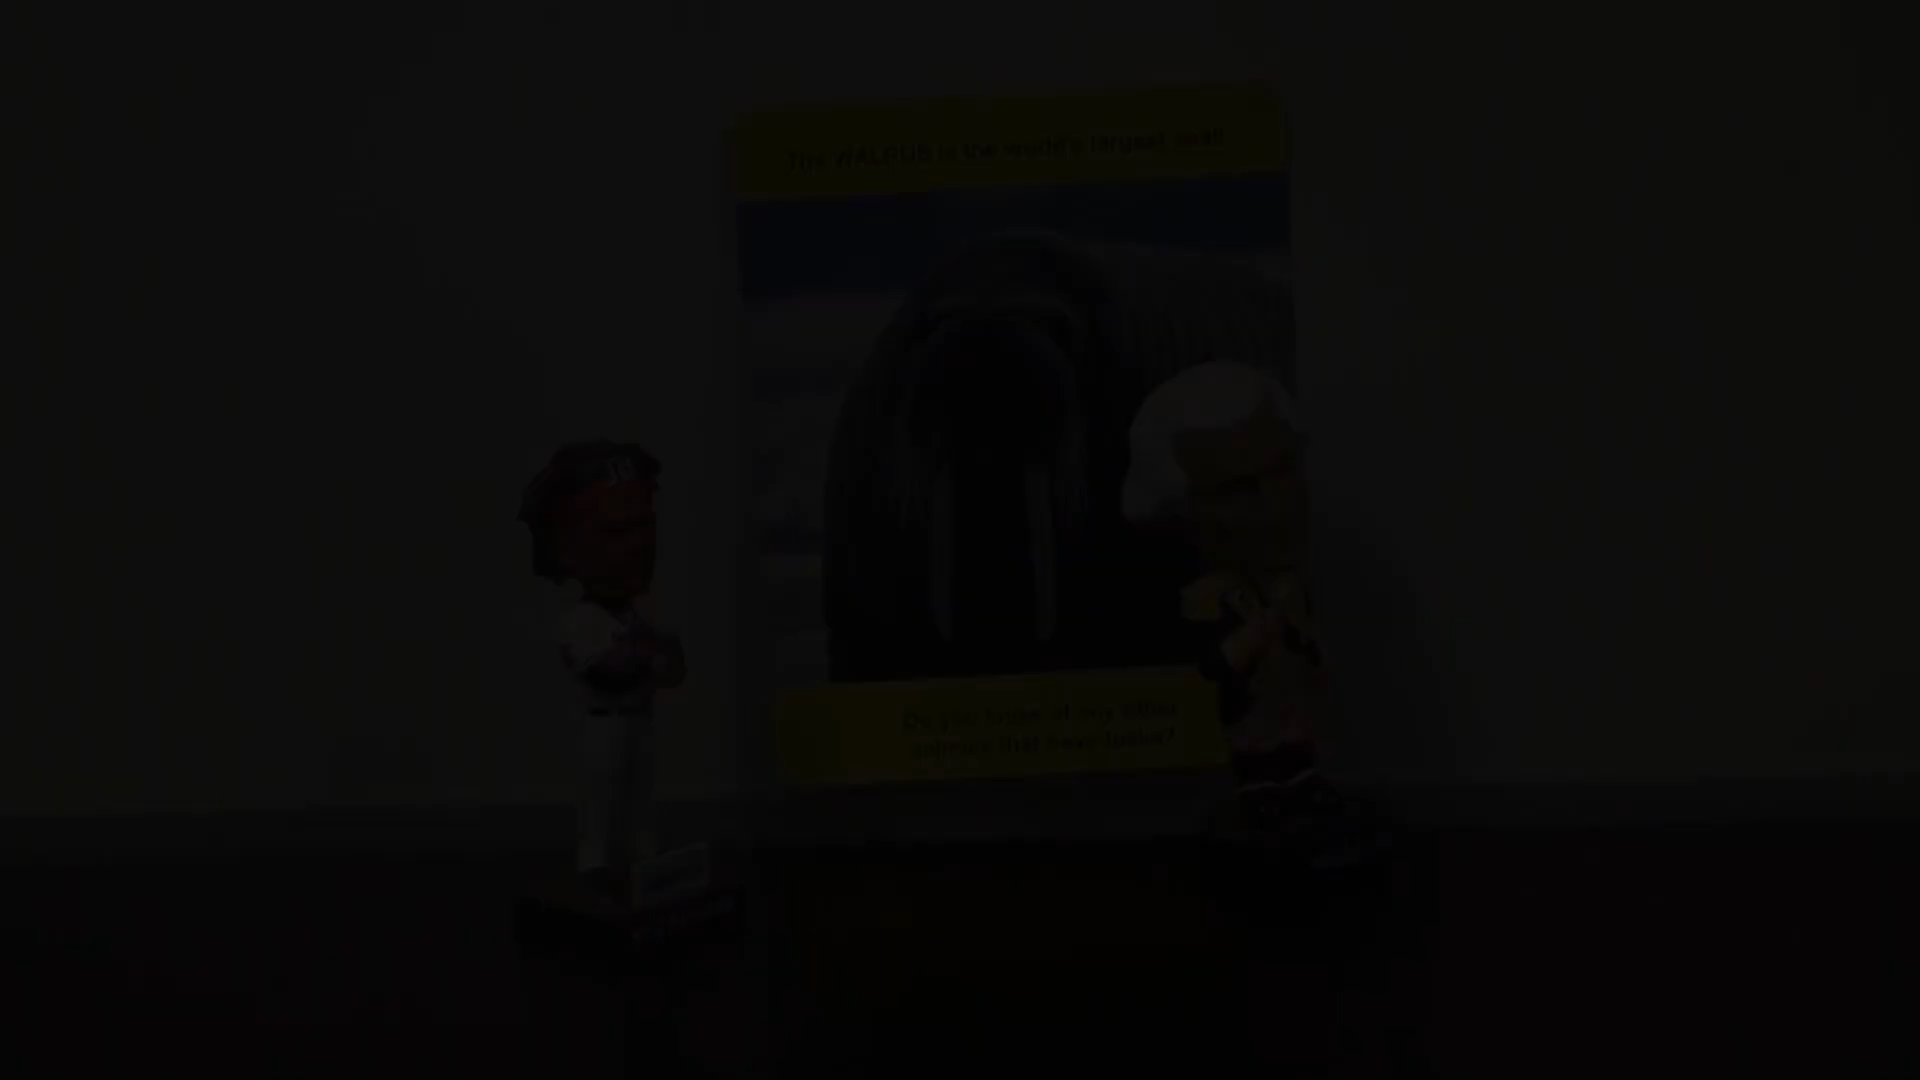 The WALRUS is the world's largest seal!
Do you know of any other
animals that have tusks?